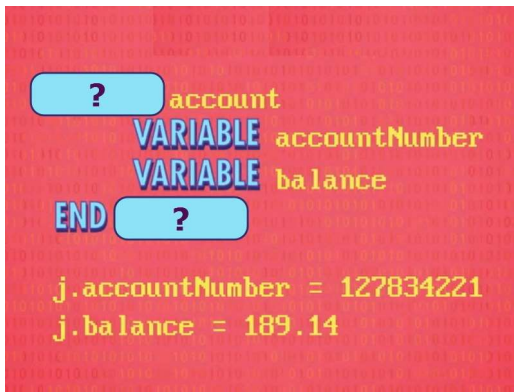 ? account
VARIABLE accountNumber
VARIABLE balance
END ?
j.accountNumber = 127834221
j.balance = 189.14